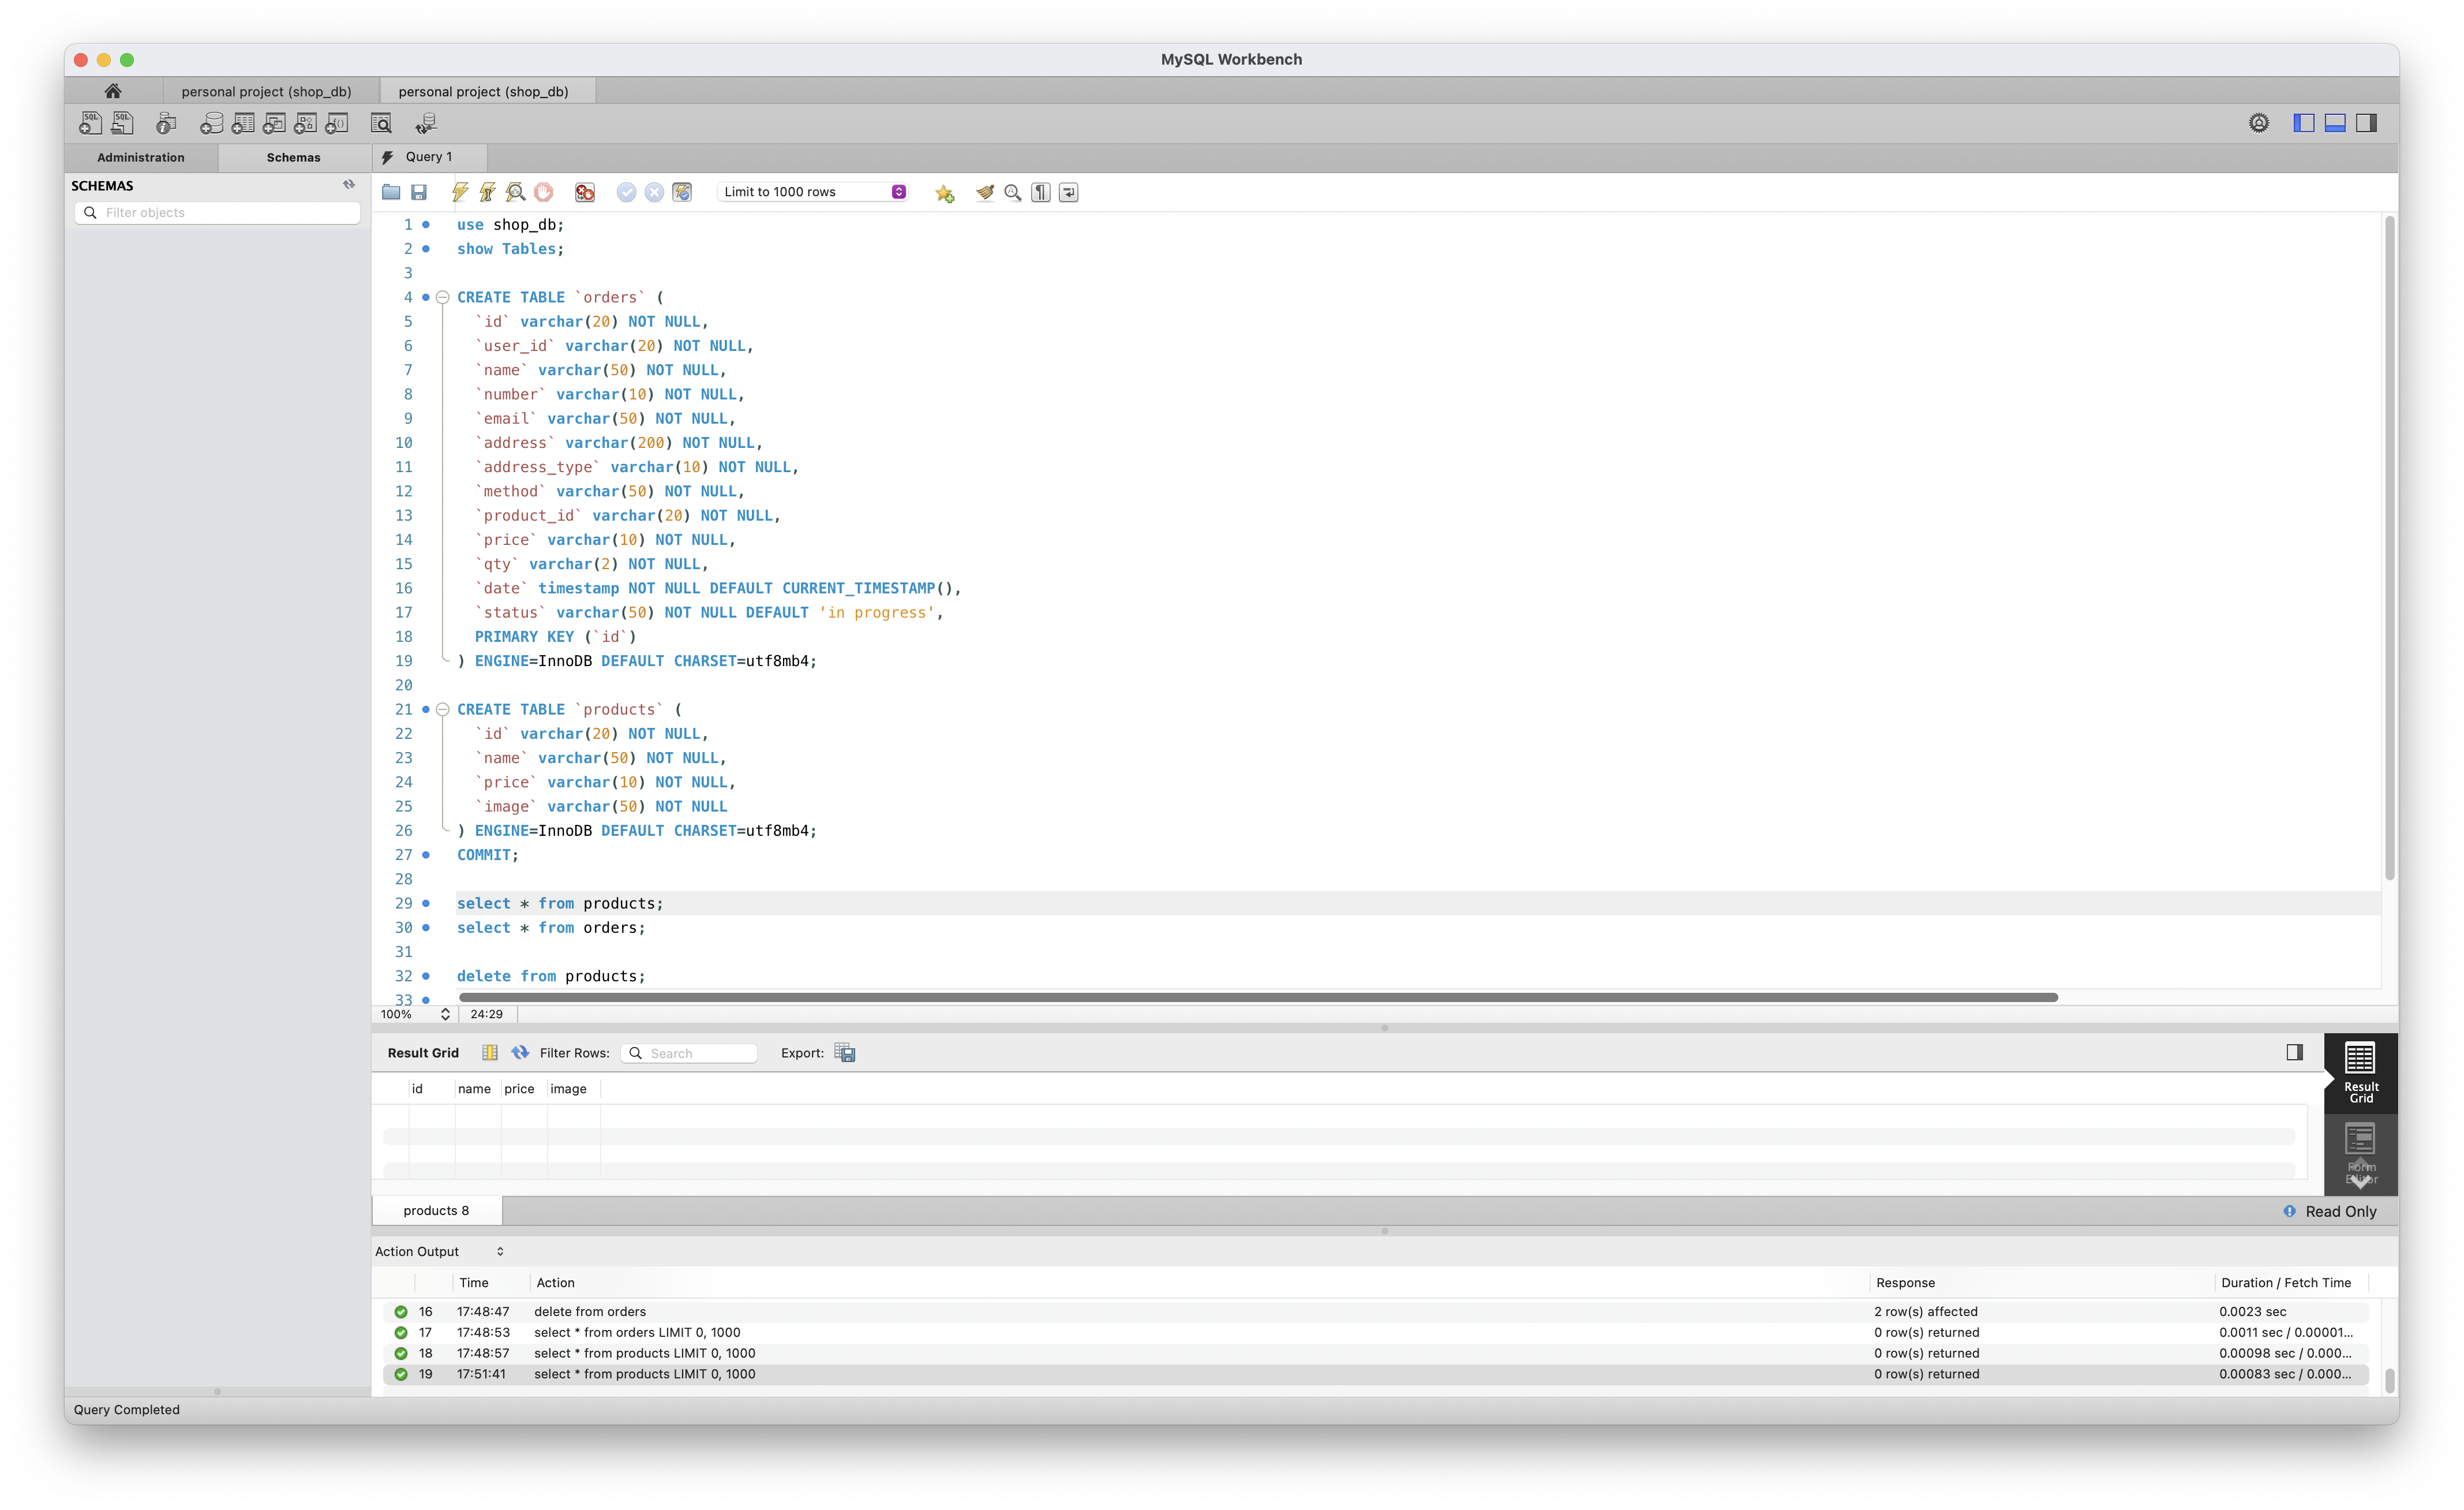 MySQL Workbench
personal project (shop_db)
personal project (shop_db)
Administration
Schemas
Query 1
SCHEMAS
Filter objects
Limit to 1000 rows
1 use shop_db;
2 show Tables;
3
4 CREATE TABLE `orders` (
5 `id` varchar(20) NOT NULL,
6 `user_id` varchar(20) NOT NULL,
7 `name` varchar(50) NOT NULL,
8 `number` varchar(10) NOT NULL,
9 `email` varchar(50) NOT NULL,
10 `address` varchar(200) NOT NULL,
11 `address_type` varchar(10) NOT NULL,
12 `method` varchar(50) NOT NULL,
13 `product_id` varchar(20) NOT NULL,
14 `price` varchar(10) NOT NULL,
15 `qty` varchar(2) NOT NULL,
16 `date` timestamp NOT NULL DEFAULT CURRENT_TIMESTAMP(),
17 `status` varchar(50) NOT NULL DEFAULT 'in progress',
18 PRIMARY KEY (`id`)
19 ) ENGINE=InnoDB DEFAULT CHARSET=utf8mb4;
20
21 CREATE TABLE `products` (
22 `id` varchar(20) NOT NULL,
23 `name` varchar(50) NOT NULL,
24 `price` varchar(10) NOT NULL,
25 `image` varchar(50) NOT NULL
26 ) ENGINE=InnoDB DEFAULT CHARSET=utf8mb4;
27 COMMIT;
28
29 select * from products;
30 select * from orders;
31
32 delete from products;
33
100%
24:29
Result Grid
Filter Rows:
Search
Export:
id name price image
Result
Grid
Form
Editor
products 8
Read Only
Action Output
Time Action Response Duration / Fetch Time
16 17:48:47 delete from orders 2 row(s) affected 0.0023 sec
17 17:48:53 select * from orders LIMIT 0, 1000 0 row(s) returned 0.0011 sec / 0.00001...
18 17:48:57 select * from products LIMIT 0, 1000 0 row(s) returned 0.00098 sec / 0.000...
19 17:51:41 select * from products LIMIT 0, 1000 0 row(s) returned 0.00083 sec / 0.000...
Query Completed